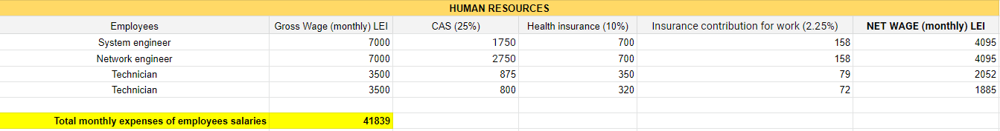 HUMAN RESOURCES
Employees Gross Wage (monthly) LEI CAS (25%) Health insurance (10%) Insurance contribution for work (2.25%) NET WAGE (monthly) LEI
System engineer 7000 1750 700 158 4095
Network engineer 7000 2750 700 158 4095
Technician 3500 875 350 79 2052
Technician 3500 800 320 72 1885
Total monthly expenses of employees salaries 41839